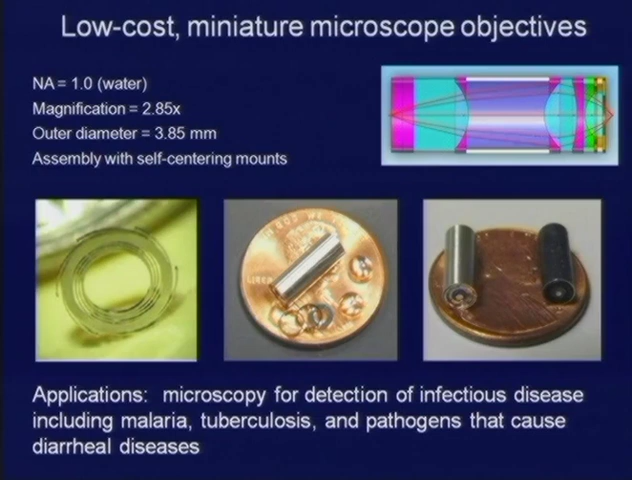 Low-cost, miniature microscope objectives
NA = 1.0 (water)
Magnification = 2.85x
Outer diameter = 3.85 mm
Assembly with self-centering mounts
Applications: microscopy for detection of infectious disease
including malaria, tuberculosis, and pathogens that cause
diarrheal diseases